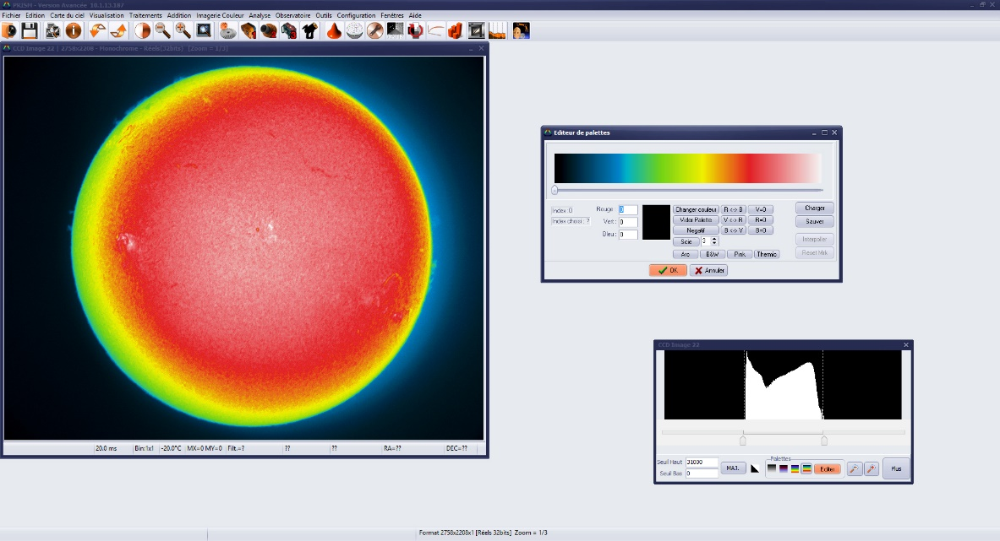 PRISM - Version Avancée 10.1.13.187
Fichier Edition Carte du ciel Visualisation Traitements Addition Imagerie Couleur Analyse Observatoire Outils Configuration Fenêtres Aide
CCD Image 22 | 2758x2208 - Monochrome - Réels(32bits) [Zoom = 1/3]
20.0 ms Bin:1x1 -20.0°C MX=0 MY=0 Filt.=? ?? ?? RA=?? DEC=??
Editeur de palettes
Index :0 Rouge : 0 Changer couleur R <-> B V=0 Charger
Index choisi : ? Vert : 0 Vider Palette V <-> R R=0 Sauver
Bleu : 0 Negatif B <-> V B=0
Scie 3 Interpoler
Arc B&W Pink Thermic Reset Mrk
OK Annuler
CCD Image 22
Seuil Haut 31000 MAJ. Palettes Editer Plus
Seuil Bas 0
Format 2758x2208x1 [Réels 32bits] Zoom = 1/3